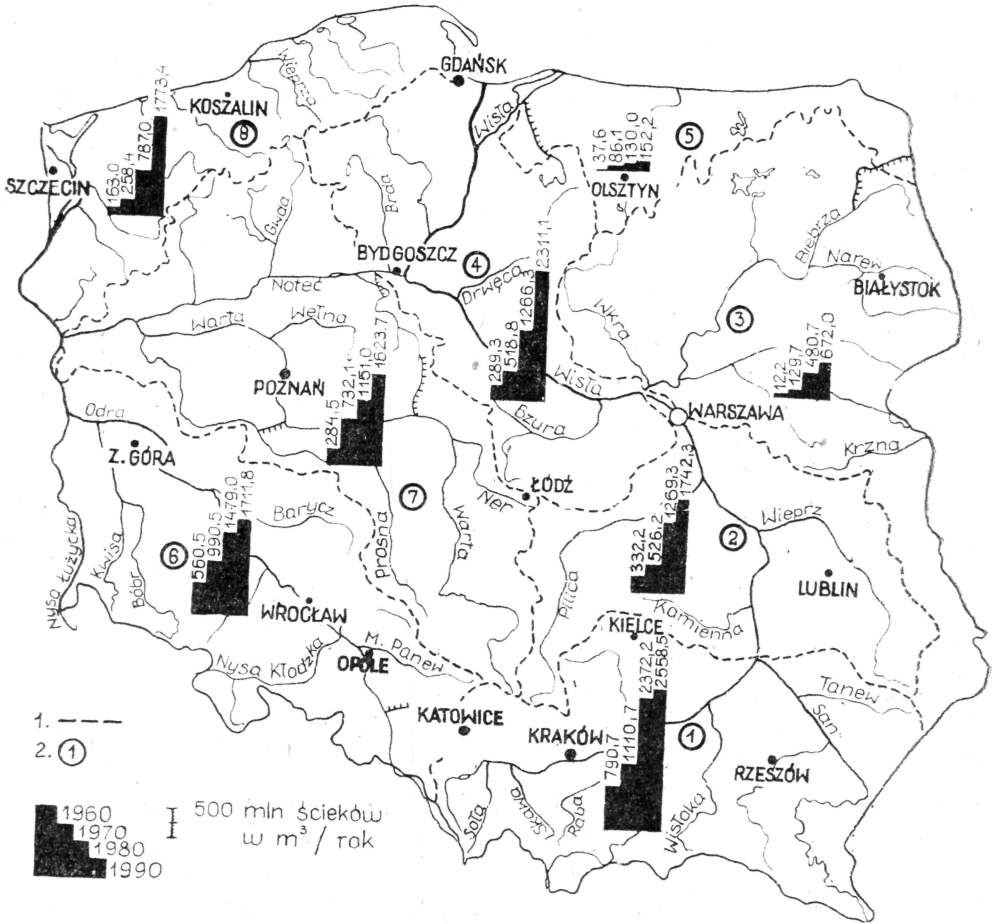 GDAŃSK
KOSZALIN
Wieprza
Wisła
8
5
SZCZECIN
163,0
258,4
787,0
1773,4
37,6
86,1
130,0
152,2
OLSZTYN
Gwda
Brda
BYDGOSZCZ
4
Drwęca
Noteć
Biebrza
Narew
BIAŁYSTOK
Wkra
3
Warta
Wełna
289,3
518,8
1266,3
2311,1
POZNAŃ
284,5
732,1
1151,0
1623,7
Wisła
Bzura
12,2
129,7
480,7
672,0
WARSZAWA
Krzna
Odra
Z. GÓRA
ŁÓDŹ
Ner
7
Warta
Prosna
Barycz
6
560,5
990,5
1479,0
1711,8
Nysa Łużycka
Kwisa
Bóbr
WROCŁAW
Pilica
332,2
526,2
1269,3
1742,3
2
Wieprz
LUBLIN
Kamienna
KIELCE
Nysa Kłodzka
M. Panew
OPOLE
KATOWICE
KRAKÓW
790,7
1110,7
2372,2
2558,5
1
Tanew
San
RZESZÓW
Soła
Skawa
Raba
Wisłoka
1.
2. 1
1960
1970
1980
1990
500 mln ścieków
w m³ / rok